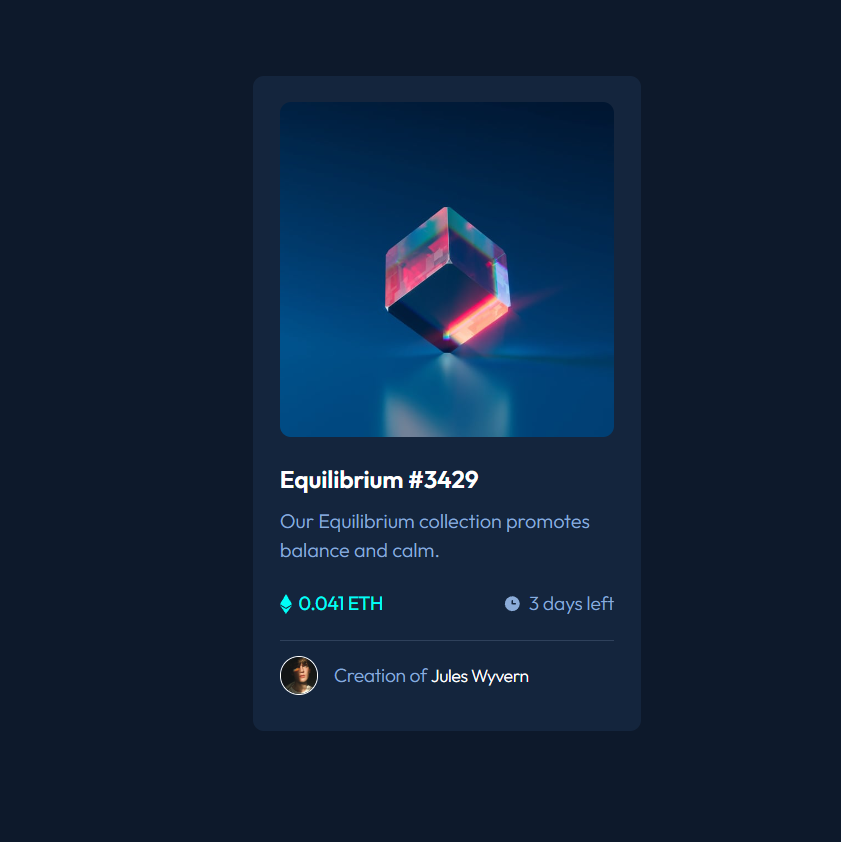 Equilibrium #3429
Our Equilibrium collection promotes
balance and calm.
0.041 ETH
3 days left
Creation of Jules Wyvern